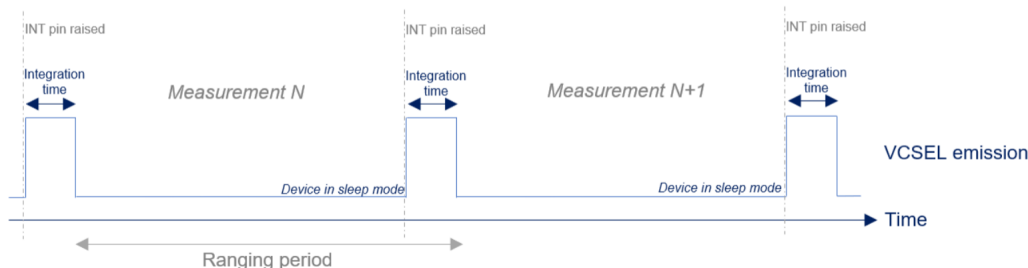 INT pin raised
INT pin raised
INT pin raised
Integration
time
Measurement N
Integration
time
Measurement N+1
Integration
time
VCSEL emission
Device in sleep mode
Device in sleep mode
Time
Ranging period